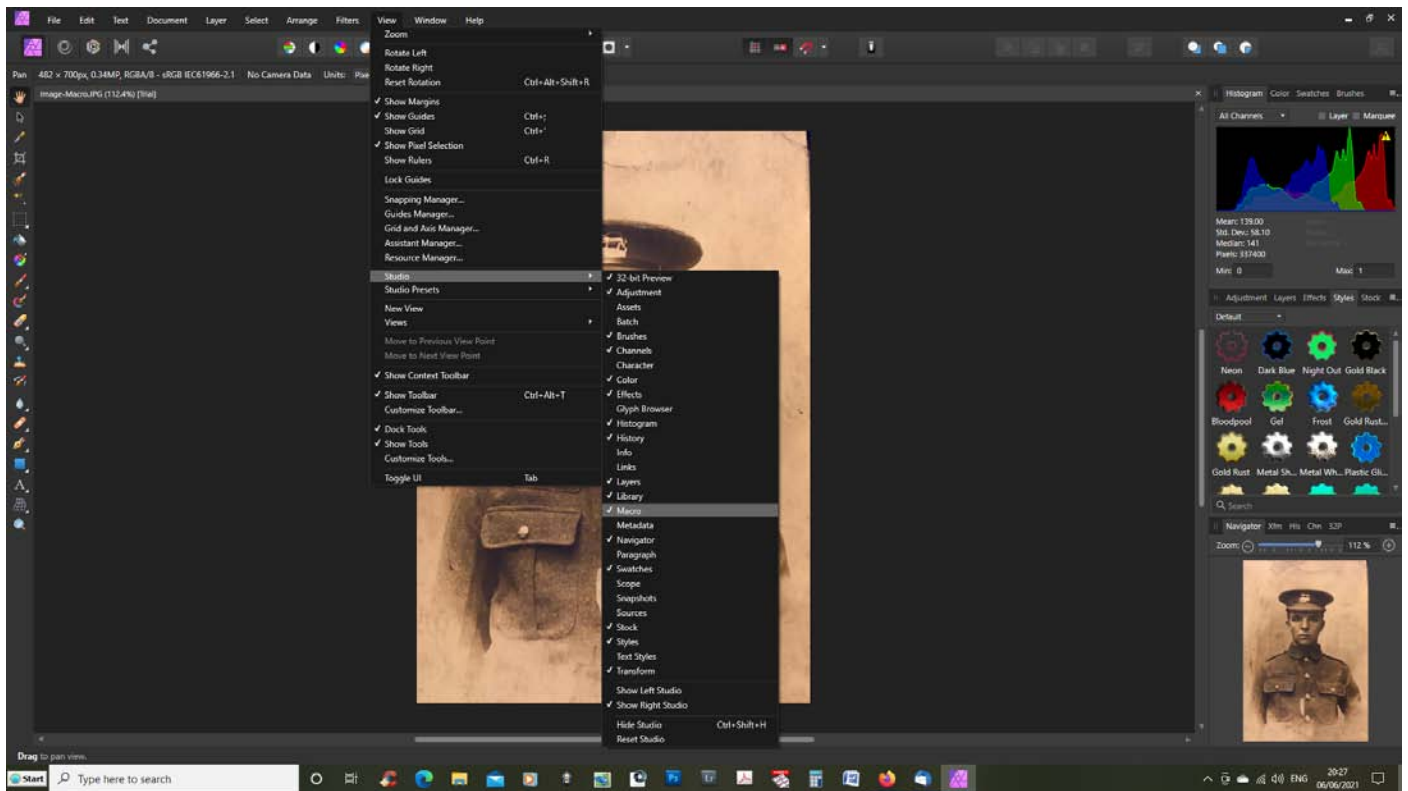 File Edit Text Document Layer Select Arrange Filters View Window Help
Pan 482 × 700px, 0.34MP, RGBA/8 - sRGB IEC61966-2.1 No Camera Data Units:
Image-Macro.JPG (112.4%) [Trial]
Zoom
Rotate Left
Rotate Right
Reset Rotation Ctrl+Alt+Shift+R
✓ Show Margins
✓ Show Guides Ctrl+;
Show Grid Ctrl+'
✓ Show Pixel Selection
Show Rulers Ctrl+R
Lock Guides
Snapping Manager...
Guides Manager...
Grid and Axis Manager...
Assistant Manager...
Resource Manager...
Studio
Studio Presets
New View
Views
Move to Previous View Point
Move to Next View Point
✓ Show Context Toolbar
✓ Show Toolbar Ctrl+Alt+T
Customize Toolbar...
✓ Dock Tools
✓ Show Tools
Customize Tools...
Toggle UI Tab
✓ 32-bit Preview
✓ Adjustment
Assets
Batch
✓ Brushes
✓ Channels
Character
✓ Color
✓ Effects
Glyph Browser
✓ Histogram
✓ History
Info
Links
✓ Layers
✓ Library
✓ Macro
Metadata
✓ Navigator
Paragraph
✓ Swatches
Scope
Snapshots
Sources
✓ Stock
✓ Styles
Text Styles
✓ Transform
Show Left Studio
✓ Show Right Studio
Hide Studio Ctrl+Shift+H
Reset Studio
Histogram Color Swatches Brushes
All Channels Layer Marquee
Mean: 139.00
Std. Dev.: 58.10
Median: 141
Pixels: 337400
Min: 0 Max: 1
Adjustment Layers Effects Styles Stock
Default
Neon Dark Blue Night Out Gold Black
Bloodpool Gel Frost Gold Rust...
Gold Rust Metal Sh... Metal Wh... Plastic Gli...
Search
Navigator Xfm His Chn 32P
Zoom: 112 %
Drag to pan view.
Start Type here to search ENG 20:27
06/06/2021